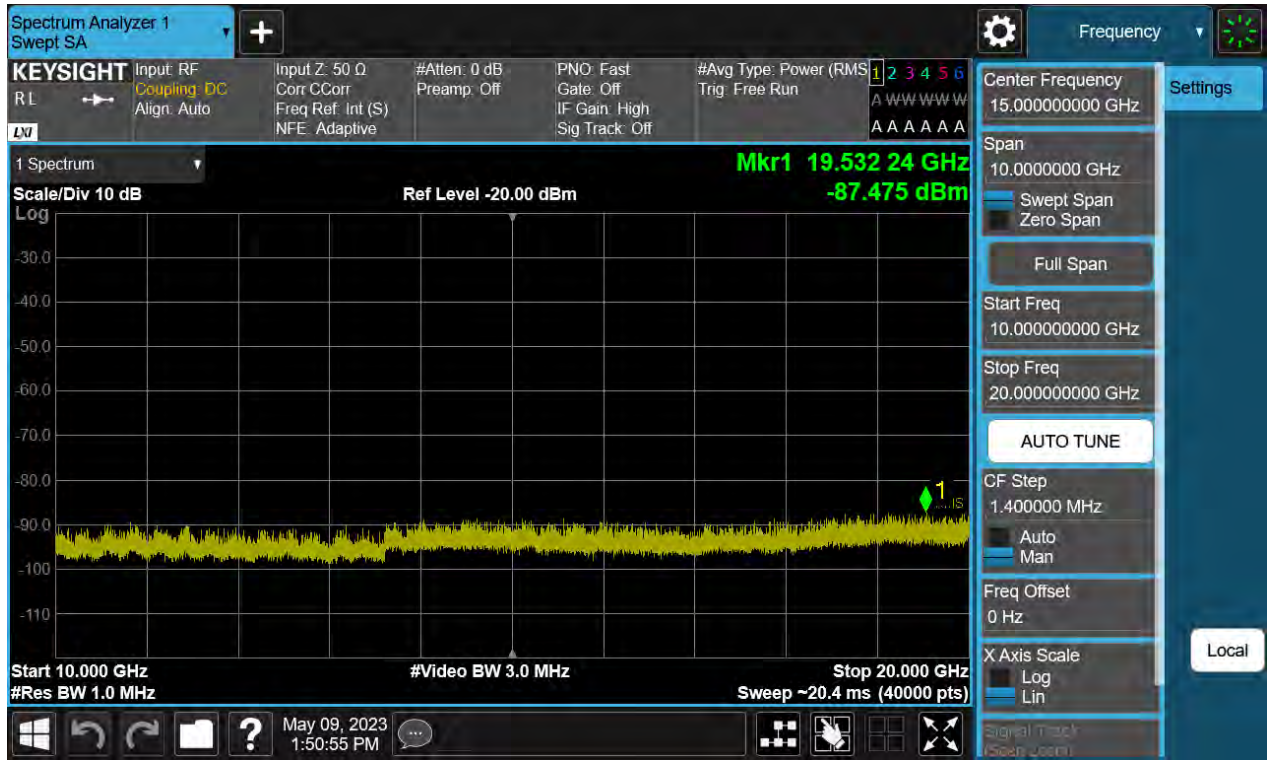 Spectrum Analyzer 1
Swept SA
+
Frequency
KEYSIGHT
RL
LXI
Input: RF
Coupling: DC
Align: Auto
Input Z: 50 Ω
Corr CCorr
Freq Ref: Int (S)
NFE: Adaptive
#Atten: 0 dB
Preamp: Off
PNO: Fast
Gate: Off
IF Gain: High
Sig Track: Off
#Avg Type: Power (RMS
Trig: Free Run
1 2 3 4 5 6
A W W W W W
A A A A A A
1 Spectrum
Scale/Div 10 dB
Ref Level -20.00 dBm
Mkr1 19.532 24 GHz
-87.475 dBm
Log
-30.0
-40.0
-50.0
-60.0
-70.0
-80.0
-90.0
-100
-110
1
Start 10.000 GHz
#Video BW 3.0 MHz
Stop 20.000 GHz
#Res BW 1.0 MHz
Sweep ~20.4 ms (40000 pts)
May 09, 2023
1:50:55 PM
Center Frequency
15.000000000 GHz
Settings
Span
10.0000000 GHz
Swept Span
Zero Span
Full Span
Start Freq
10.000000000 GHz
Stop Freq
20.000000000 GHz
AUTO TUNE
CF Step
1.400000 MHz
Auto
Man
Freq Offset
0 Hz
X Axis Scale
Log
Lin
Local
Signal Track
(Span Zoom)